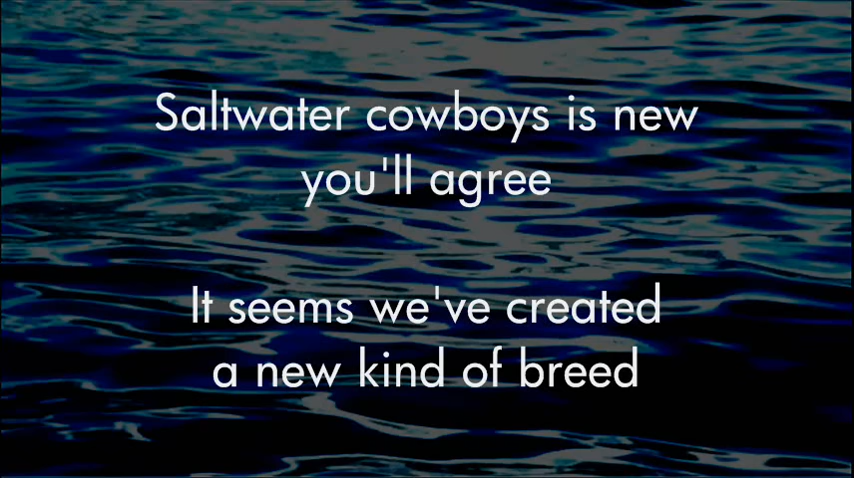 Saltwater cowboys is new
you'll agree
It seems we've created
a new kind of breed